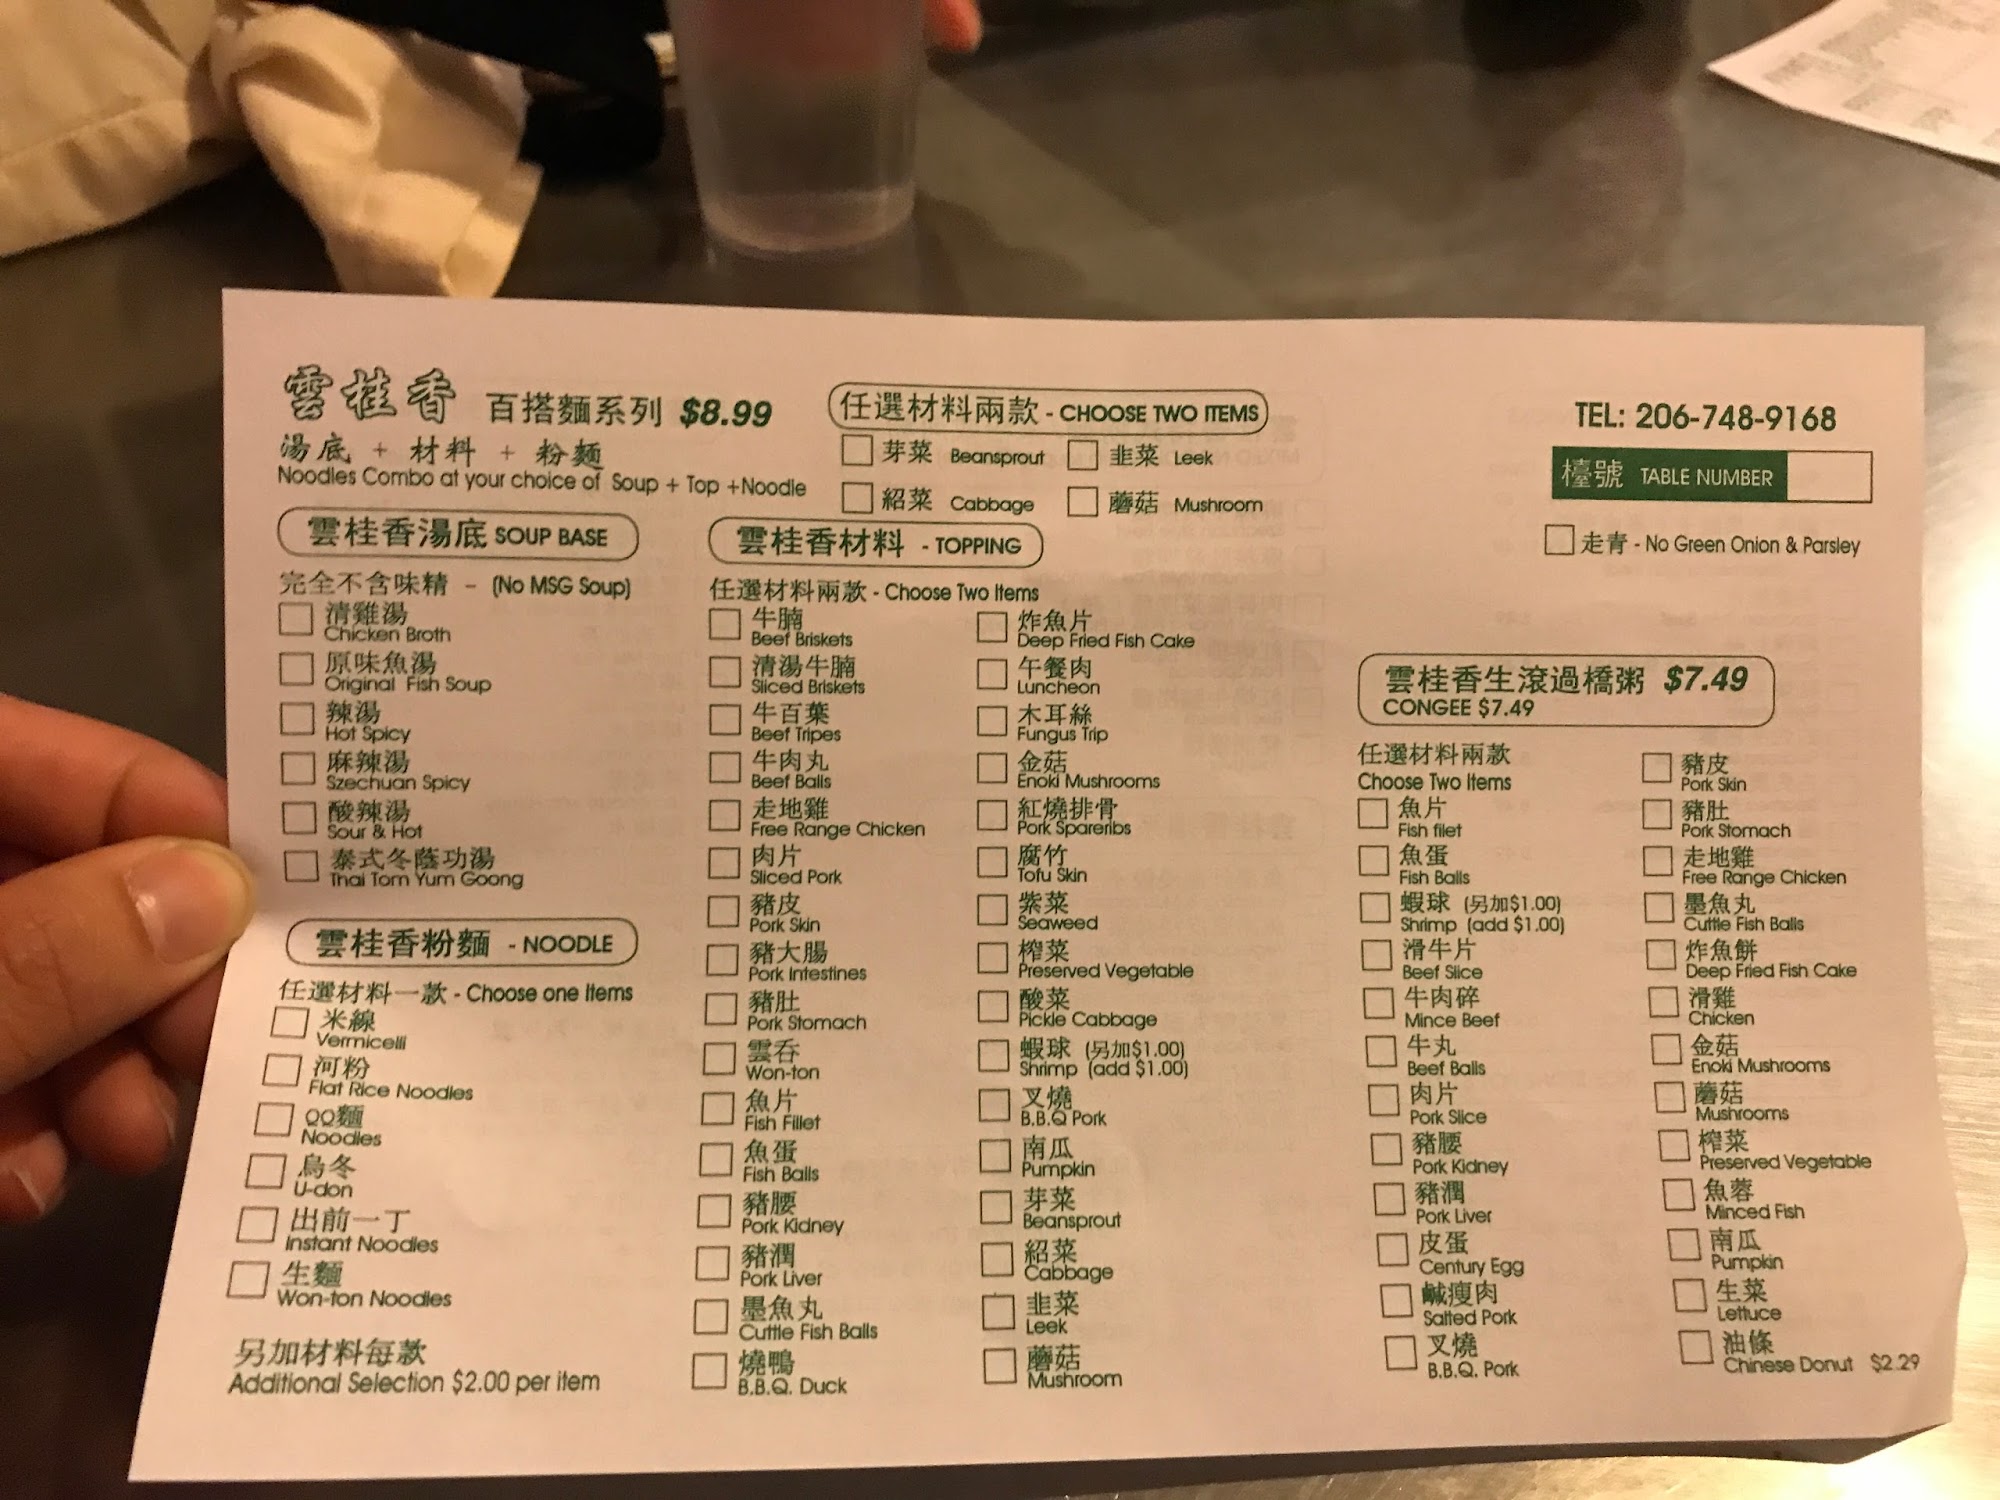 雲桂香 百搭麵系列 $8.99
湯底 + 材料 + 粉麵
Noodles Combo at your choice of Soup + Top +Noodle
任選材料兩款 - CHOOSE TWO ITEMS
芽菜 Beansprout
韭菜 Leek
紹菜 Cabbage
蘑菇 Mushroom
TEL: 206-748-9168
檯號 TABLE NUMBER
走青 - No Green Onion & Parsley
雲桂香湯底 SOUP BASE
完全不含味精 - (No MSG Soup)
清雞湯
Chicken Broth
原味魚湯
Original Fish Soup
辣湯
Hot Spicy
麻辣湯
Szechuan Spicy
酸辣湯
Sour & Hot
泰式冬蔭功湯
Thai Tom Yum Goong
雲桂香粉麵 - NOODLE
任選材料一款 - Choose one Items
米線
Vermicelli
河粉
Flat Rice Noodles
QQ麵
Noodles
烏冬
U-don
出前一丁
Instant Noodles
生麵
Won-ton Noodles
另加材料每款
Additional Selection $2.00 per item
雲桂香材料 - TOPPING
任選材料兩款 - Choose Two Items
牛腩
Beef Briskets
清湯牛腩
Sliced Briskets
牛百葉
Beef Tripes
牛肉丸
Beef Balls
走地雞
Free Range Chicken
肉片
Sliced Pork
豬皮
Pork Skin
豬大腸
Pork Intestines
豬肚
Pork Stomach
雲吞
Won-ton
魚片
Fish Fillet
魚蛋
Fish Balls
豬腰
Pork Kidney
豬潤
Pork Liver
墨魚丸
Cuttle Fish Balls
燒鴨
B.B.Q. Duck
炸魚片
Deep Fried Fish Cake
午餐肉
Luncheon
木耳絲
Fungus Trip
金菇
Enoki Mushrooms
紅燒排骨
Pork Spareribs
腐竹
Tofu Skin
紫菜
Seaweed
榨菜
Preserved Vegetable
酸菜
Pickle Cabbage
蝦球 (另加$1.00)
Shrimp (add $1.00)
叉燒
B.B.Q Pork
南瓜
Pumpkin
芽菜
Beansprout
紹菜
Cabbage
韭菜
Leek
蘑菇
Mushroom
雲桂香生滾過橋粥 $7.49
CONGEE $7.49
任選材料兩款
Choose Two Items
魚片
Fish filet
魚蛋
Fish Balls
蝦球 (另加$1.00)
Shrimp (add $1.00)
滑牛片
Beef Slice
牛肉碎
Mince Beef
牛丸
Beef Balls
肉片
Pork Slice
豬腰
Pork Kidney
豬潤
Pork Liver
皮蛋
Century Egg
鹹瘦肉
Salted Pork
叉燒
B.B.Q. Pork
豬皮
Pork Skin
豬肚
Pork Stomach
走地雞
Free Range Chicken
墨魚丸
Cuttle Fish Balls
炸魚餅
Deep Fried Fish Cake
滑雞
Chicken
金菇
Enoki Mushrooms
蘑菇
Mushrooms
榨菜
Preserved Vegetable
魚蓉
Minced Fish
南瓜
Pumpkin
生菜
Lettuce
油條
Chinese Donut $2.29